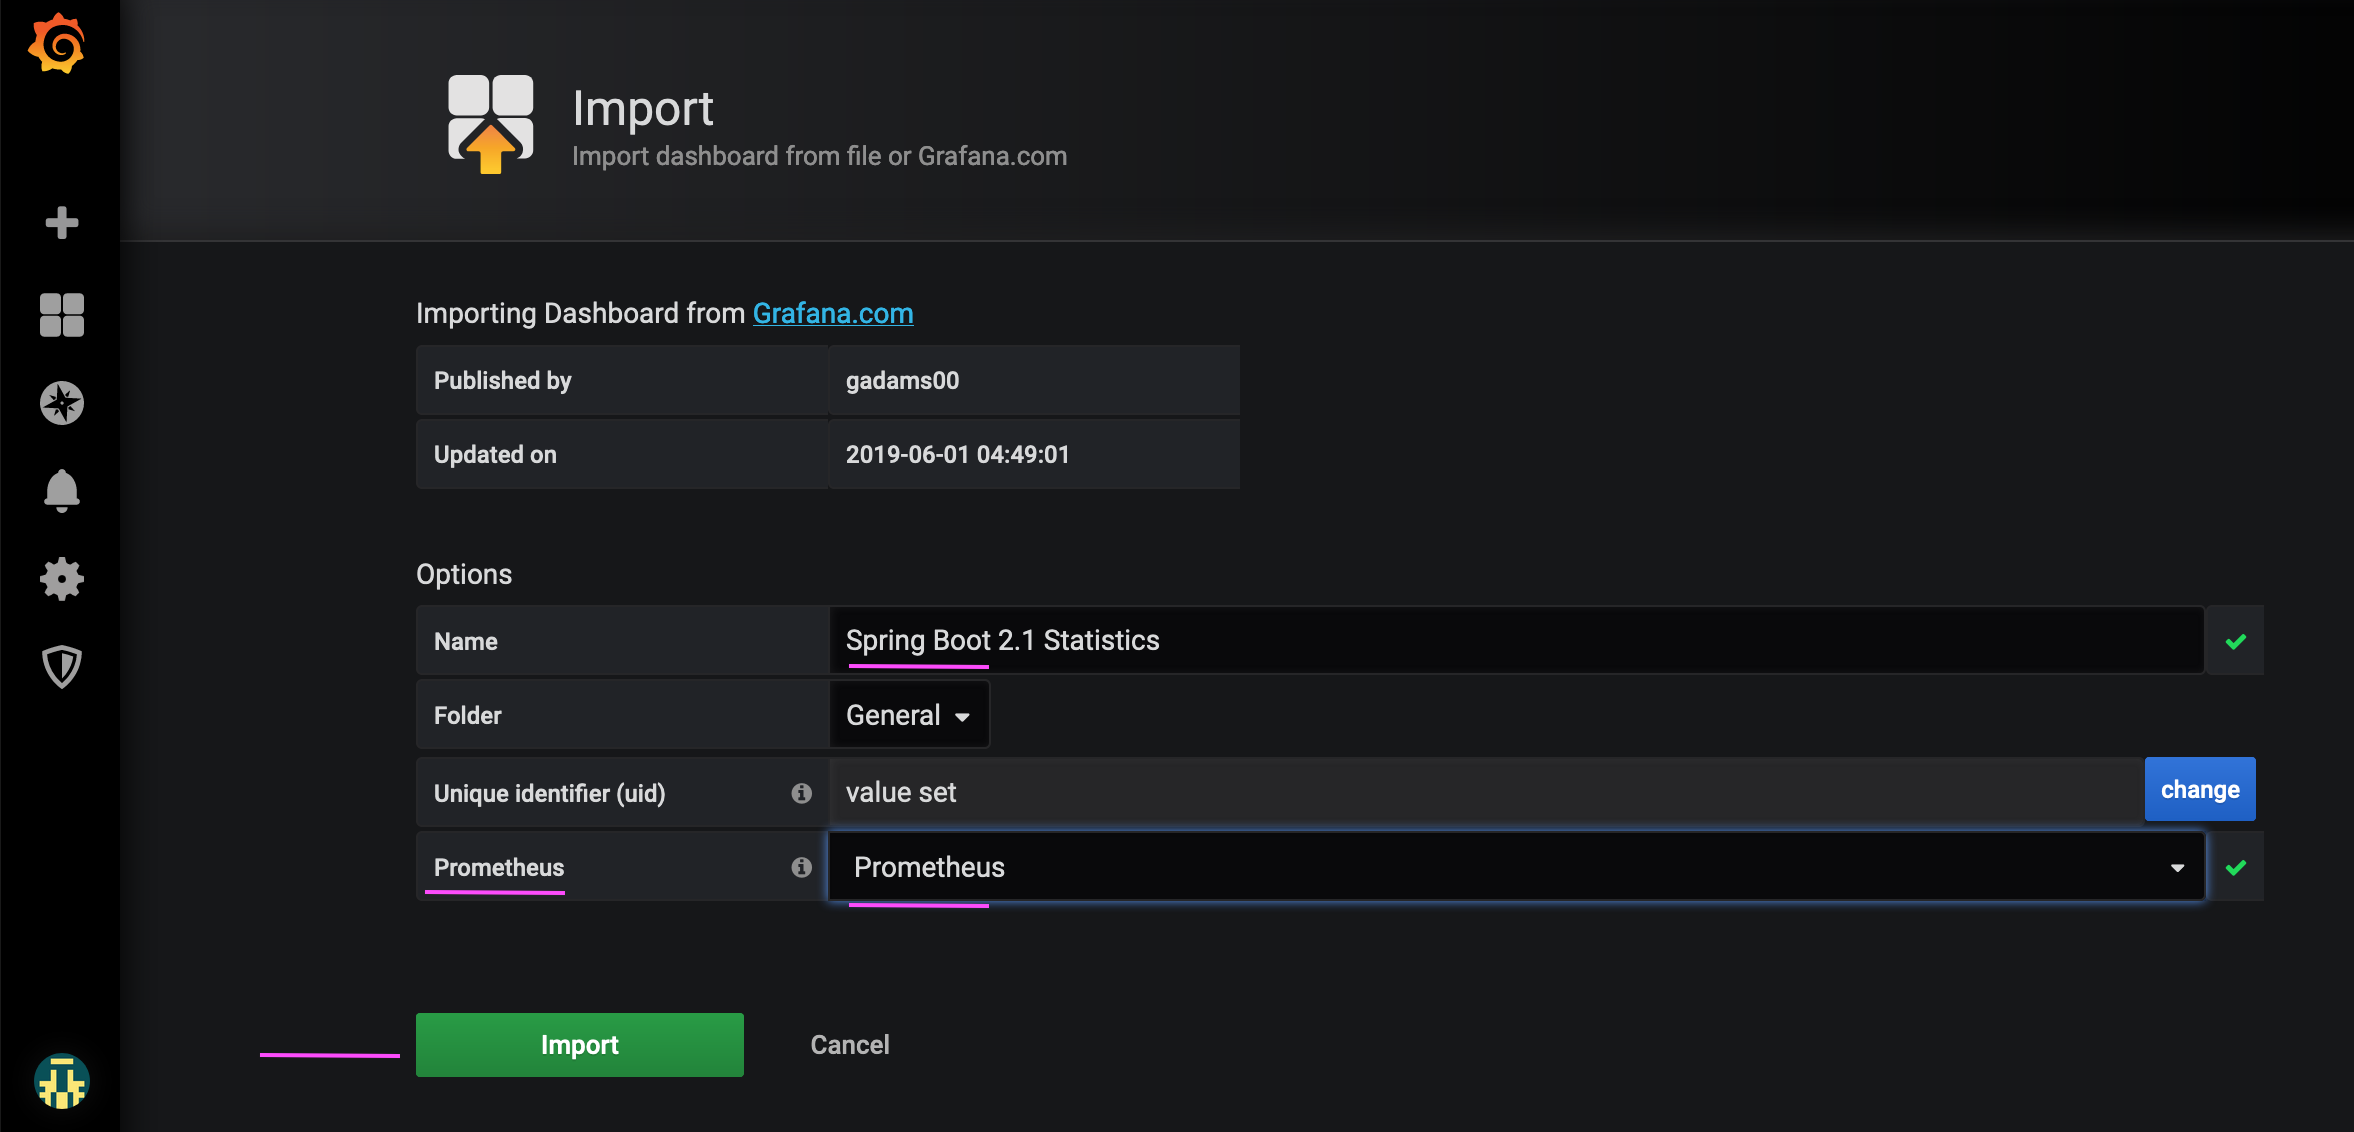 Import
Import dashboard from file or Grafana.com
Importing Dashboard from Grafana.com
Published by gadams00
Updated on 2019-06-01 04:49:01
Options
Name Spring Boot 2.1 Statistics
Folder General
Unique identifier (uid) value set change
Prometheus Prometheus
Import Cancel